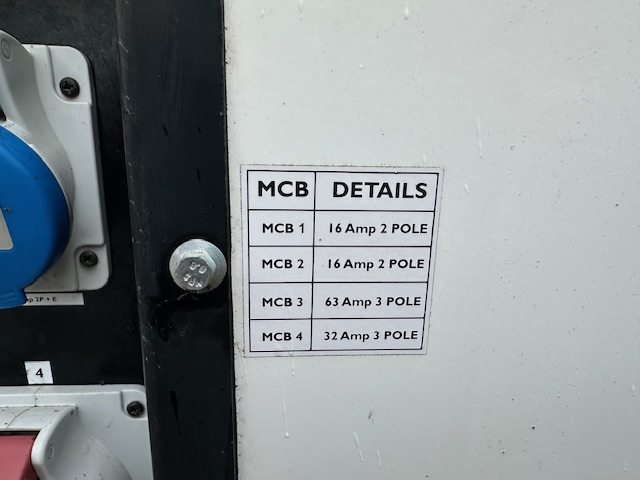 MCB DETAILS
MCB 1 16 Amp 2 POLE
MCB 2 16 Amp 2 POLE
MCB 3 63 Amp 3 POLE
MCB 4 32 Amp 3 POLE
2P + E
4